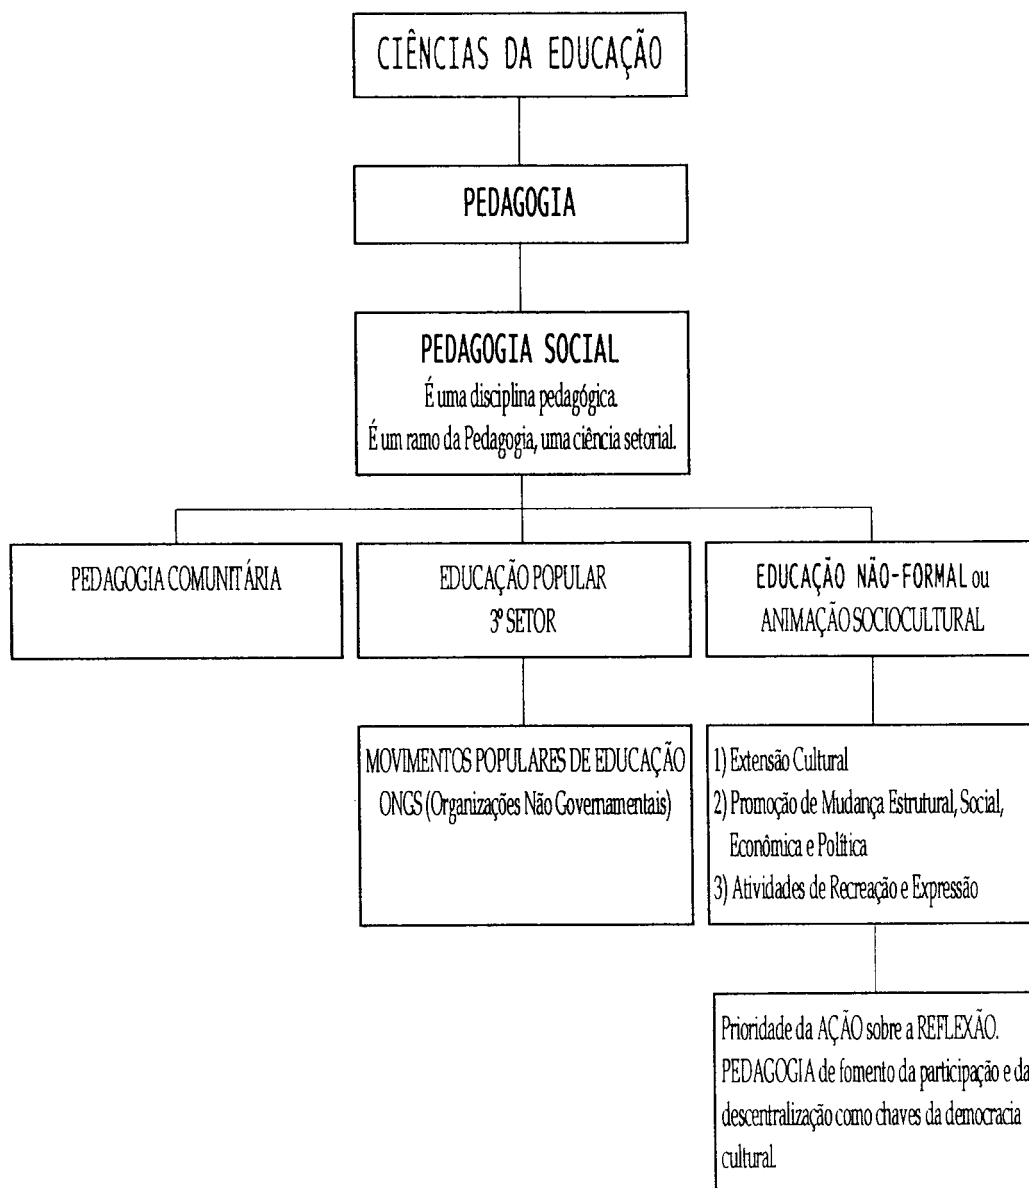 CIÊNCIAS DA EDUCAÇÃO
PEDAGOGIA
PEDAGOGIA SOCIAL
É uma disciplina pedagógica.
É um ramo da Pedagogia, uma ciência setorial.
PEDAGOGIA COMUNITÁRIA
EDUCAÇÃO POPULAR
3º SETOR
EDUCAÇÃO NÃO-FORMAL ou
ANIMAÇÃO SOCIOCULTURAL
MOVIMENTOS POPULARES DE EDUCAÇÃO
ONGS (Organizações Não Governamentais)
1) Extensão Cultural
2) Promoção de Mudança Estrutural, Social,
Econômica e Política
3) Atividades de Recreação e Expressão
Prioridade da AÇÃO sobre a REFLEXÃO.
PEDAGOGIA de fomento da participação e da
descentralização como chaves da democracia
cultural.